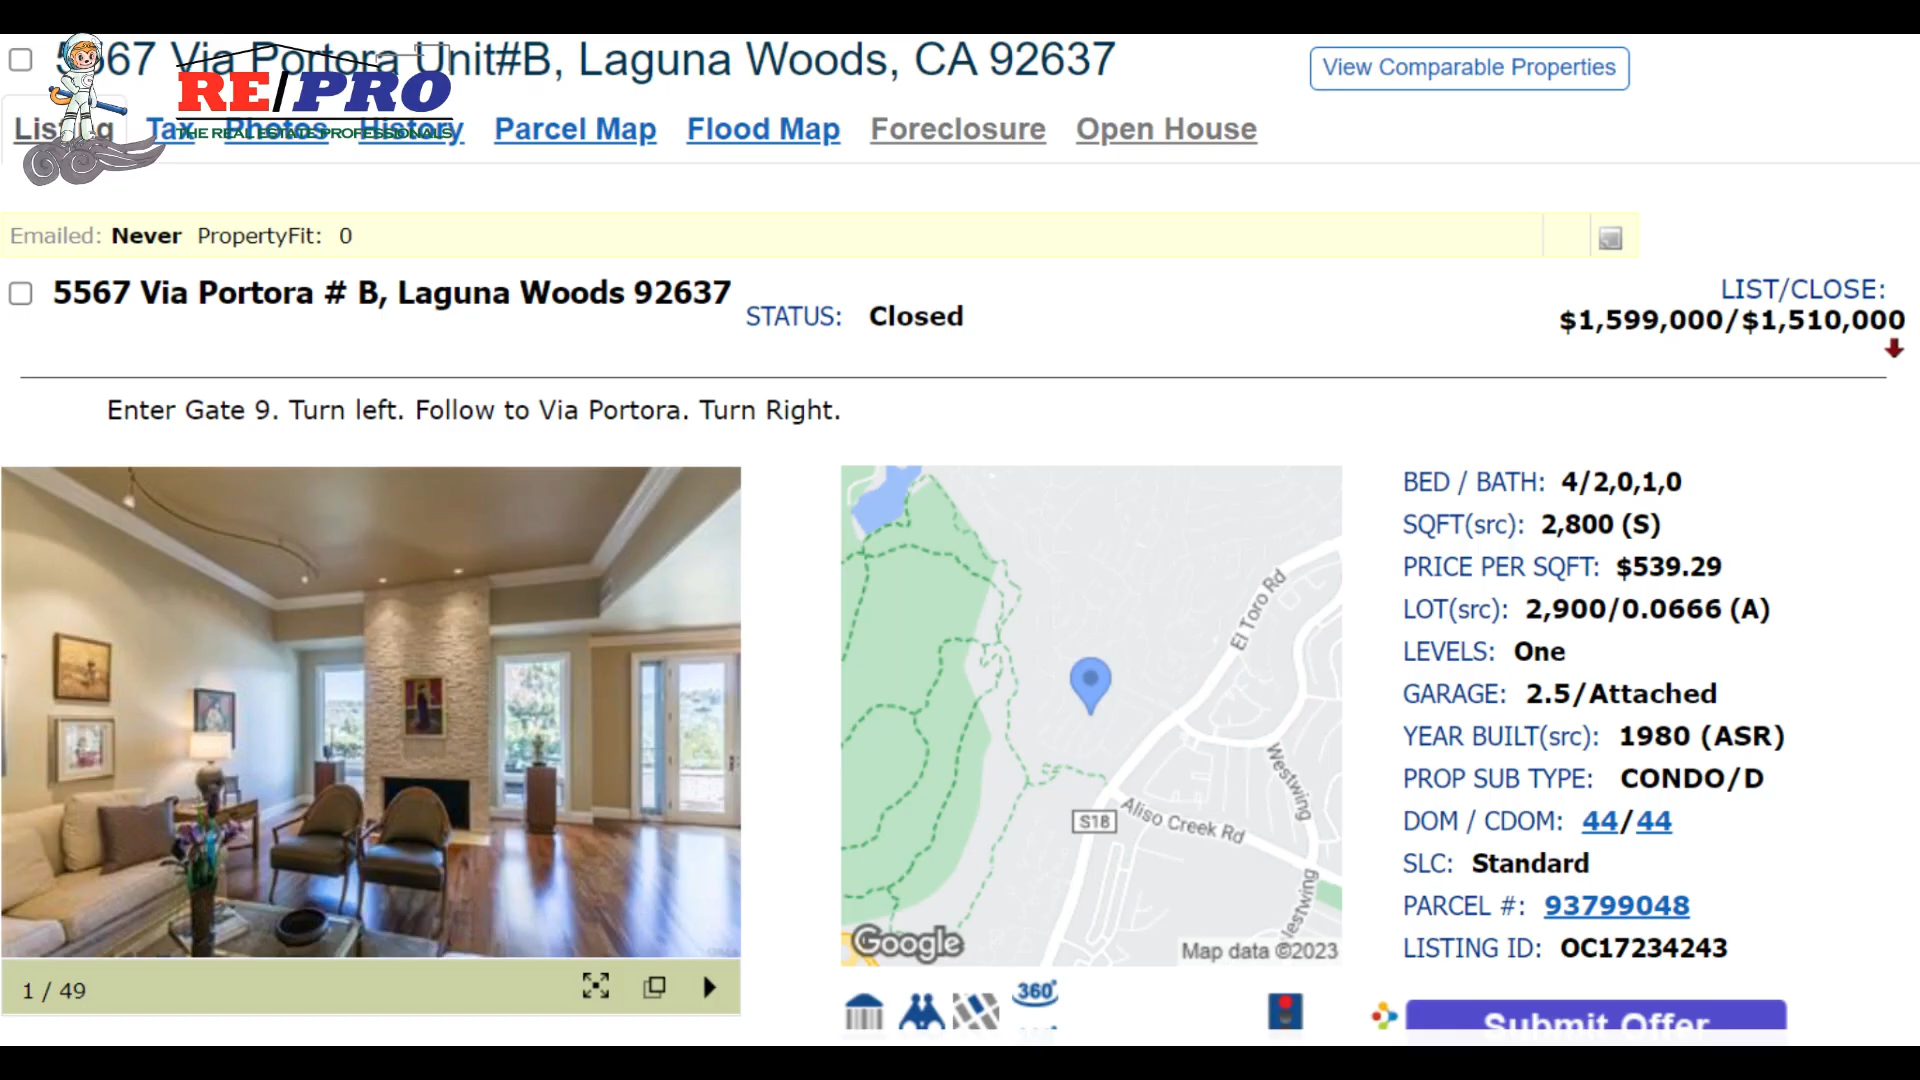 5567 Via Portora Unit#B, Laguna Woods, CA 92637
View Comparable Properties
RE/PRO
THE REAL ESTATE PROFESSIONALS
Listing Tax Photos History Parcel Map Flood Map Foreclosure Open House
Emailed: Never PropertyFit: 0
5567 Via Portora # B, Laguna Woods 92637
STATUS: Closed
LIST/CLOSE:
$1,599,000/$1,510,000
Enter Gate 9. Turn left. Follow to Via Portora. Turn Right.
El Toro Rd
Westwing
Aliso Creek Rd
S18
Westwing
Google
Map data ©2023
BED / BATH: 4/2,0,1,0
SQFT(src): 2,800 (S)
PRICE PER SQFT: $539.29
LOT(src): 2,900/0.0666 (A)
LEVELS: One
GARAGE: 2.5/Attached
YEAR BUILT(src): 1980 (ASR)
PROP SUB TYPE: CONDO/D
DOM / CDOM: 44/44
SLC: Standard
PARCEL #: 93799048
LISTING ID: OC17234243
1 / 49
360°
Submit Offer